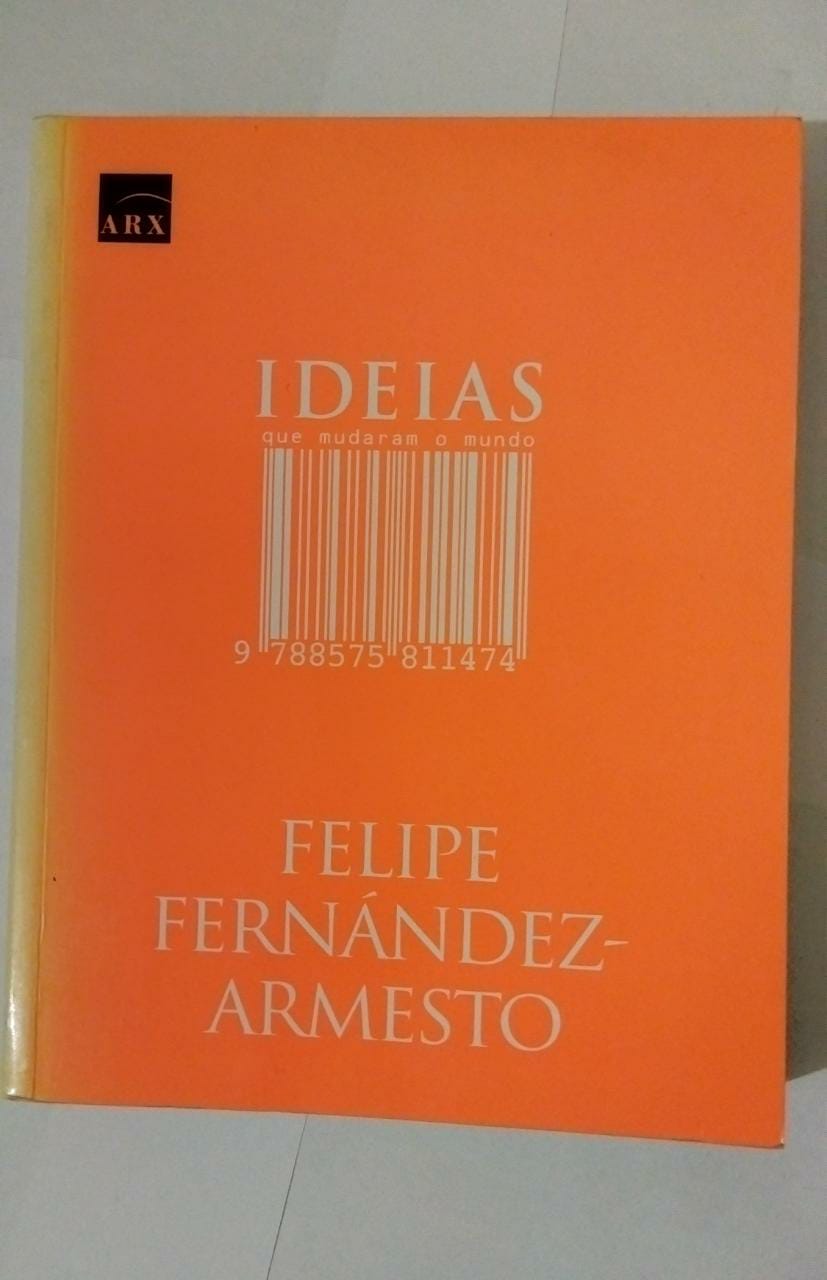 ARX
IDEIAS
que mudaram o mundo
9 788575 811474
FELIPE
FERNÁNDEZ-
ARMESTO